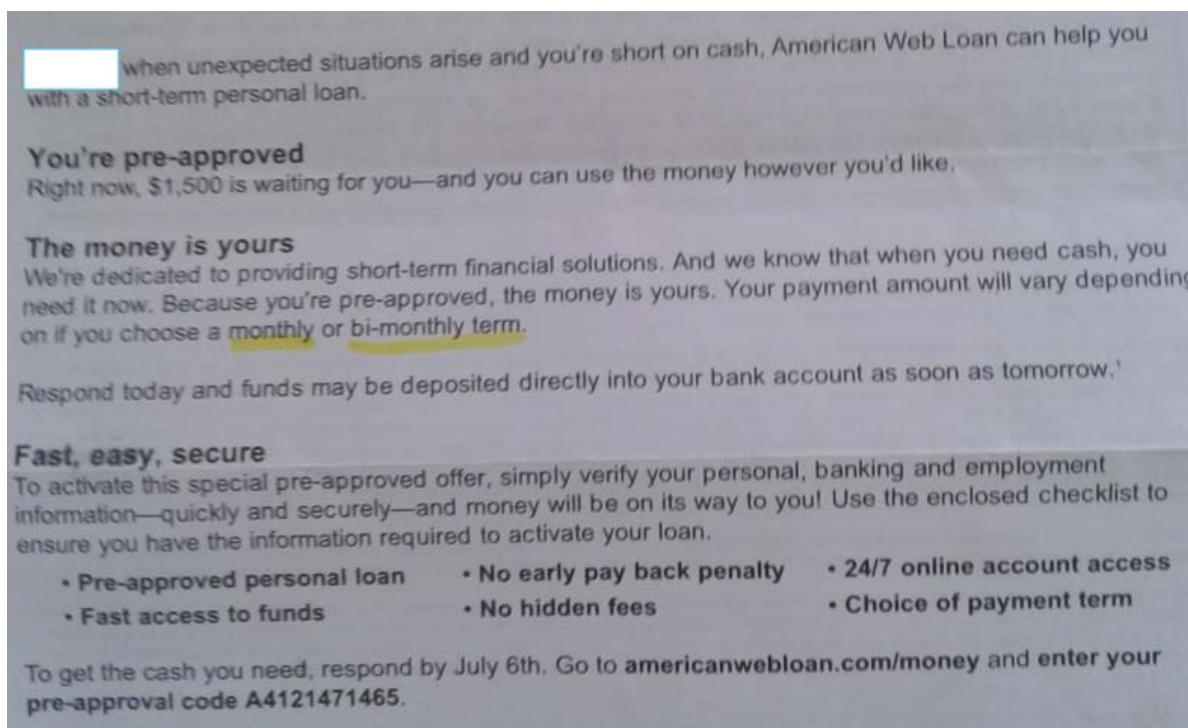 when unexpected situations arise and you're short on cash, American Web Loan can help you
with a short-term personal loan.
You're pre-approved
Right now, $1,500 is waiting for you—and you can use the money however you'd like.
The money is yours
We're dedicated to providing short-term financial solutions. And we know that when you need cash, you
need it now. Because you're pre-approved, the money is yours. Your payment amount will vary depending
on if you choose a monthly or bi-monthly term.
Respond today and funds may be deposited directly into your bank account as soon as tomorrow.¹
Fast, easy, secure
To activate this special pre-approved offer, simply verify your personal, banking and employment
information—quickly and securely—and money will be on its way to you! Use the enclosed checklist to
ensure you have the information required to activate your loan.
• Pre-approved personal loan • No early pay back penalty • 24/7 online account access
• Fast access to funds • No hidden fees • Choice of payment term
To get the cash you need, respond by July 6th. Go to americanwebloan.com/money and enter your
pre-approval code A4121471465.